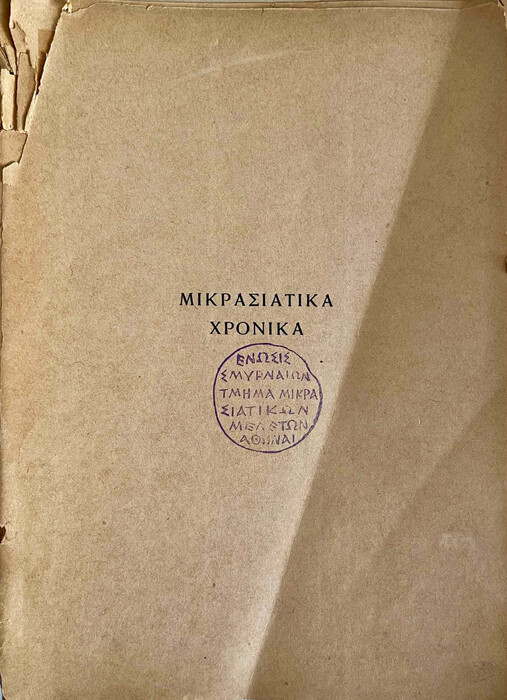 ΜΙΚΡΑΣΙΑΤΙΚΑ
ΧΡΟΝΙΚΑ
ΕΝΩΣΙΣ
ΣΜΥΡΝΑΙΩΝ
ΤΜΗΜΑ ΜΙΚΡΑ
ΣΙΑΤΙΚΩΝ
ΜΕΛΕΤΩΝ
ΑΘΗΝΑΙ